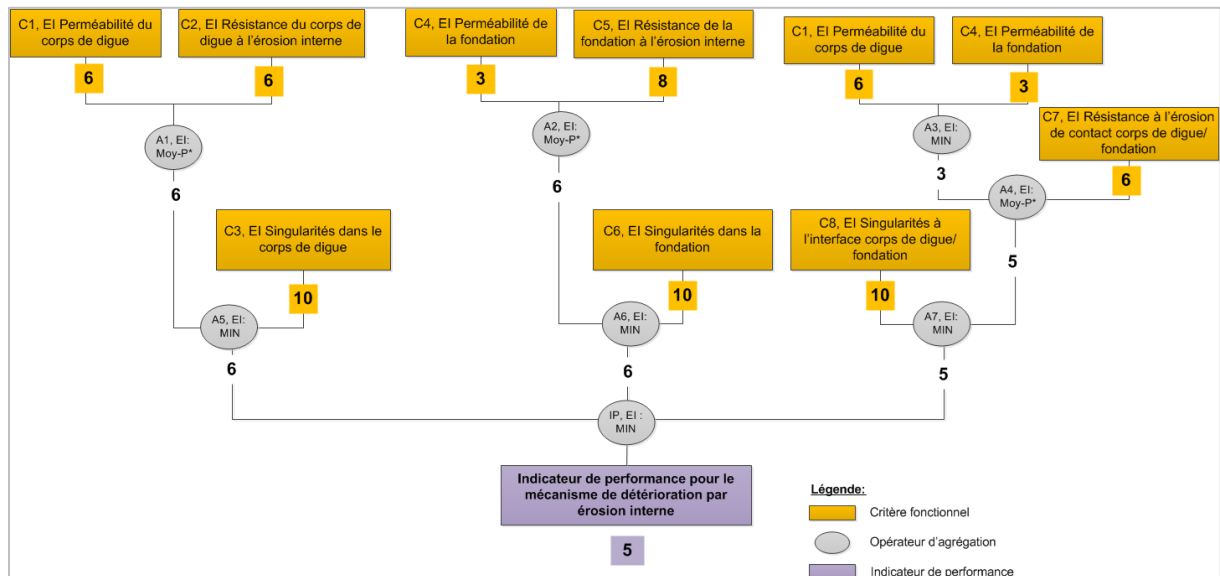 C1, EI Perméabilité du
corps de digue
6
C2, EI Résistance du corps
de digue à l'érosion interne
6
A1, EI:
Moy-P*
6
C3, EI Singularités dans le
corps de digue
10
A5, EI:
MIN
6
C4, EI Perméabilité de
la fondation
3
C5, EI Résistance de la
fondation à l'érosion interne
8
A2, EI:
Moy-P*
6
C6, EI Singularités dans la
fondation
10
A6, EI:
MIN
6
C1, EI Perméabilité du
corps de digue
6
C4, EI Perméabilité de
la fondation
3
A3, EI:
MIN
3
C7, EI Résistance à l'érosion
de contact corps de digue/
fondation
6
A4, EI:
Moy-P*
5
C8, EI Singularités à
l'interface corps de digue/
fondation
10
A7, EI:
MIN
5
IP, EI :
MIN
Indicateur de performance pour le
mécanisme de détérioration par
érosion interne
5
Légende:
Critère fonctionnel
Opérateur d'agrégation
Indicateur de performance